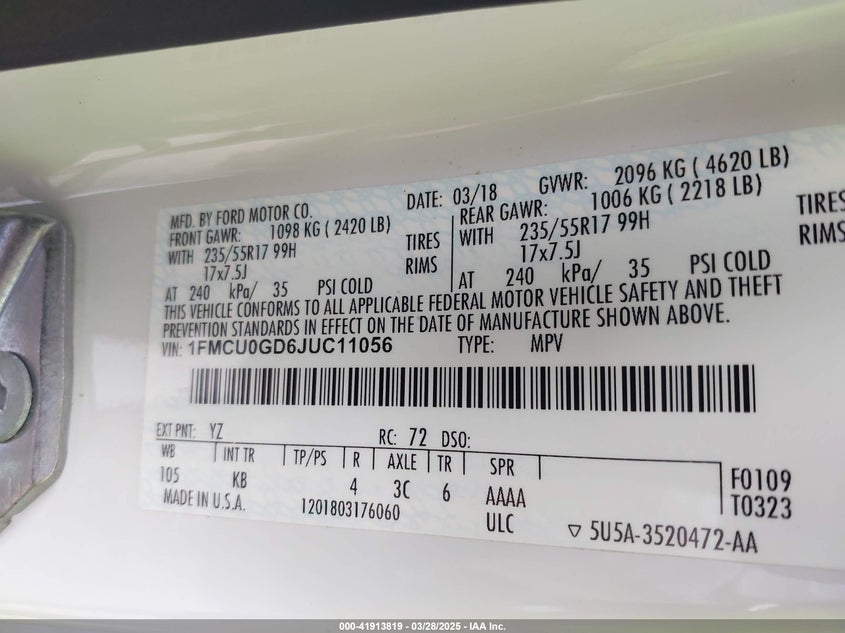 MFD. BY FORD MOTOR CO. DATE: 03/18 GVWR: 2096 KG ( 4620 LB)
FRONT GAWR: 1098 KG ( 2420 LB) REAR GAWR: 1006 KG ( 2218 LB)
WITH 235/55R17 99H TIRES WITH 235/55R17 99H TIRES
17x7.5J RIMS 17x7.5J RIMS
AT 240 kPa/ 35 PSI COLD AT 240 kPa/ 35 PSI COLD
THIS VEHICLE CONFORMS TO ALL APPLICABLE FEDERAL MOTOR VEHICLE SAFETY AND THEFT
PREVENTION STANDARDS IN EFFECT ON THE DATE OF MANUFACTURE SHOWN ABOVE.
VIN: 1FMCU0GD6JUC11056 TYPE: MPV
EXT PNT: YZ RC: 72 DSO:
WB INT TR TP/PS R AXLE TR SPR
105 KB 4 3C 6 AAAA F0109
MADE IN U.S.A. 1201803176060 ULC T0323
5U5A-3520472-AA
000-41913819 - 03/28/2025 - IAA Inc.